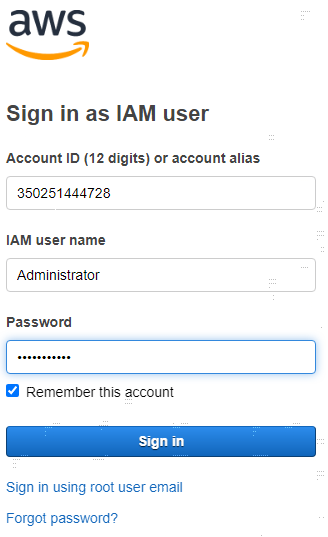 aws
Sign in as IAM user
Account ID (12 digits) or account alias
350251444728
IAM user name
Administrator
Password
•••••••••••
Remember this account
Sign in
Sign in using root user email
Forgot password?